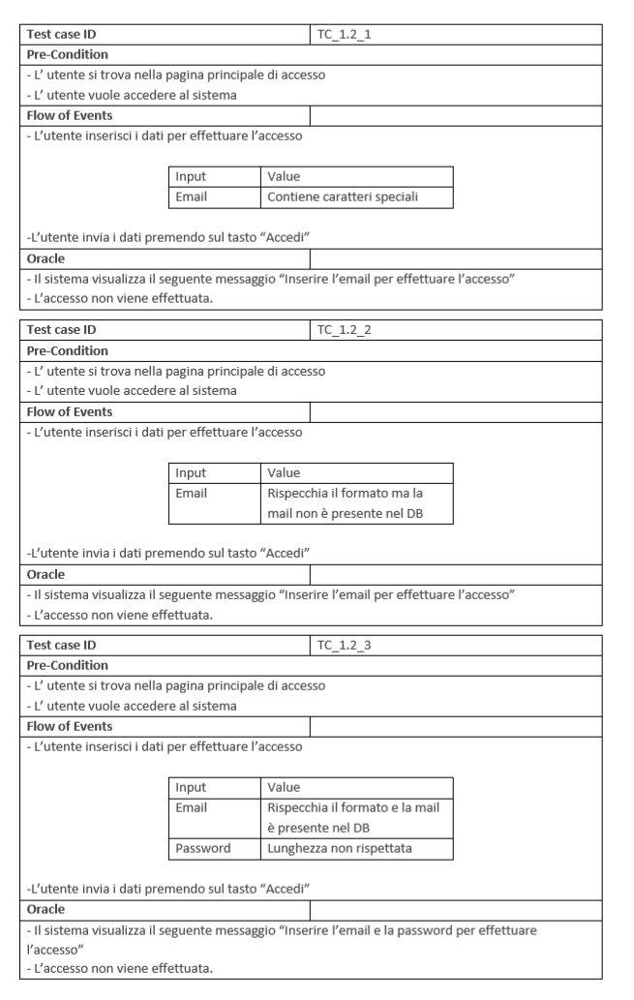 Test case ID TC_1.2_1
Pre-Condition
- L’ utente si trova nella pagina principale di accesso
- L’ utente vuole accedere al sistema
Flow of Events
- L’utente inserisci i dati per effettuare l’accesso
Input Value
Email Contiene caratteri speciali
-L’utente invia i dati premendo sul tasto “Accedi”
Oracle
- Il sistema visualizza il seguente messaggio “Inserire l’email per effettuare l’accesso”
- L’accesso non viene effettuata.
Test case ID TC_1.2_2
Pre-Condition
- L’ utente si trova nella pagina principale di accesso
- L’ utente vuole accedere al sistema
Flow of Events
- L’utente inserisci i dati per effettuare l’accesso
Input Value
Email Rispecchia il formato ma la
mail non è presente nel DB
-L’utente invia i dati premendo sul tasto “Accedi”
Oracle
- Il sistema visualizza il seguente messaggio “Inserire l’email per effettuare l’accesso”
- L’accesso non viene effettuata.
Test case ID TC_1.2_3
Pre-Condition
- L’ utente si trova nella pagina principale di accesso
- L’ utente vuole accedere al sistema
Flow of Events
- L’utente inserisci i dati per effettuare l’accesso
Input Value
Email Rispecchia il formato e la mail
è presente nel DB
Password Lunghezza non rispettata
-L’utente invia i dati premendo sul tasto “Accedi”
Oracle
- Il sistema visualizza il seguente messaggio “Inserire l’email e la password per effettuare
l’accesso”
- L’accesso non viene effettuata.